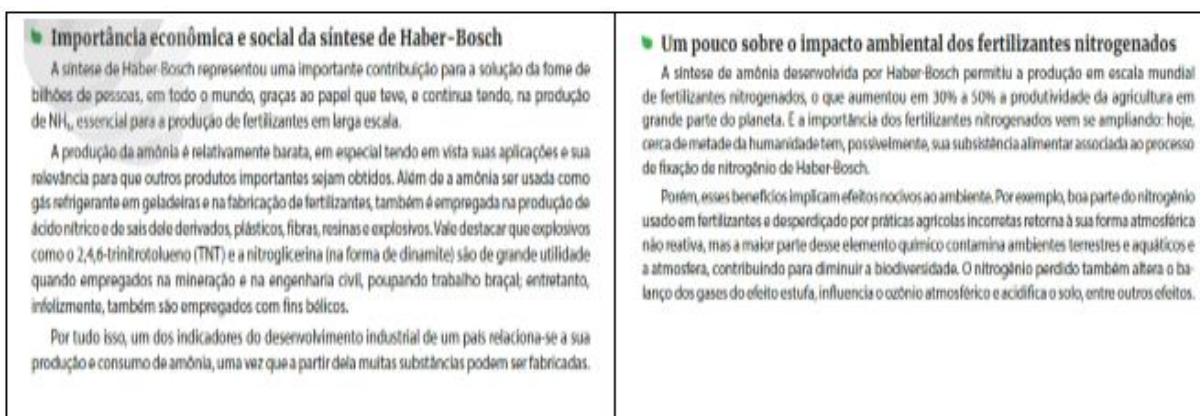 Importância econômica e social da síntese de Haber-Bosch
A síntese de Haber-Bosch representou uma importante contribuição para a solução da fome de
bilhões de pessoas, em todo o mundo, graças ao papel que teve, e continua tendo, na produção
de NH₃, essencial para a produção de fertilizantes em larga escala.
A produção da amônia é relativamente barata, em especial tendo em vista suas aplicações e sua
relevância para que outros produtos importantes sejam obtidos. Além de a amônia ser usada como
gás refrigerante em geladeiras e na fabricação de fertilizantes, também é empregada na produção de
ácido nítrico e de sais dele derivados, plásticos, fibras, resinas e explosivos. Vale destacar que explosivos
como o 2,4,6-trinitrotolueno (TNT) e a nitroglicerina (na forma de dinamite) são de grande utilidade
quando empregados na mineração e na engenharia civil, poupando trabalho braçal; entretanto,
infelizmente, também são empregados com fins bélicos.
Por tudo isso, um dos indicadores do desenvolvimento industrial de um país relaciona-se a sua
produção e consumo de amônia, uma vez que a partir dela muitas substâncias podem ser fabricadas.
Um pouco sobre o impacto ambiental dos fertilizantes nitrogenados
A síntese de amônia desenvolvida por Haber-Bosch permitiu a produção em escala mundial
de fertilizantes nitrogenados, o que aumentou em 30% a 50% a produtividade da agricultura em
grande parte do planeta. E a importância dos fertilizantes nitrogenados vem se ampliando: hoje,
cerca de metade da humanidade tem, possivelmente, sua subsistência alimentar associada ao processo
de fixação de nitrogênio de Haber-Bosch.
Porém, esses benefícios implicam efeitos nocivos ao ambiente. Por exemplo, boa parte do nitrogênio
usado em fertilizantes e desperdiçado por práticas agrícolas incorretas retorna à sua forma atmosférica
não reativa, mas a maior parte desse elemento químico contamina ambientes terrestres e aquáticos e
a atmosfera, contribuindo para diminuir a biodiversidade. O nitrogênio perdido também altera o ba-
lanço dos gases do efeito estufa, influencia o ozônio atmosférico e acidifica o solo, entre outros efeitos.